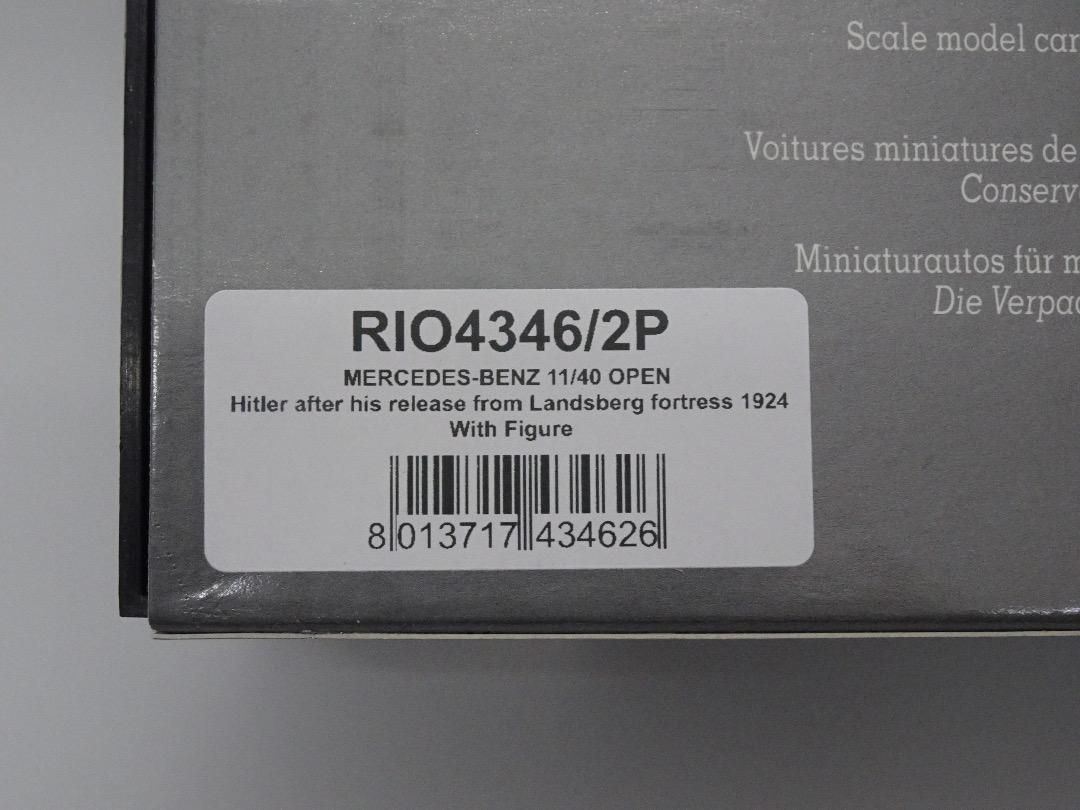 Scale model car
Voitures miniatures de
Conserv
Miniaturautos für m
Die Verpac
RIO4346/2P
MERCEDES-BENZ 11/40 OPEN
Hitler after his release from Landsberg fortress 1924
With Figure
8 013717 434626